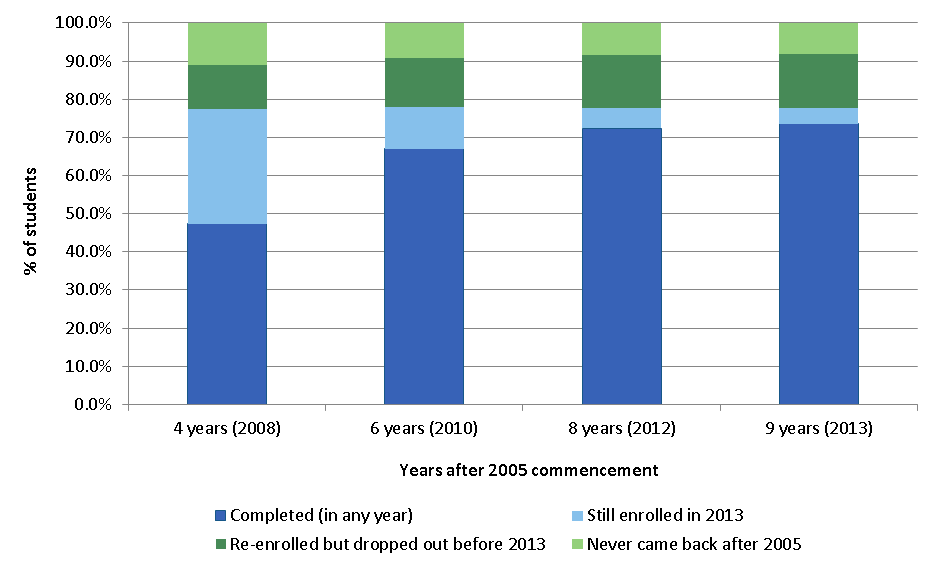 100.0%
90.0%
80.0%
70.0%
60.0%
50.0%
40.0%
30.0%
20.0%
10.0%
0.0%
% of students
4 years (2008) 6 years (2010) 8 years (2012) 9 years (2013)
Years after 2005 commencement
Completed (in any year) Still enrolled in 2013
Re-enrolled but dropped out before 2013 Never came back after 2005